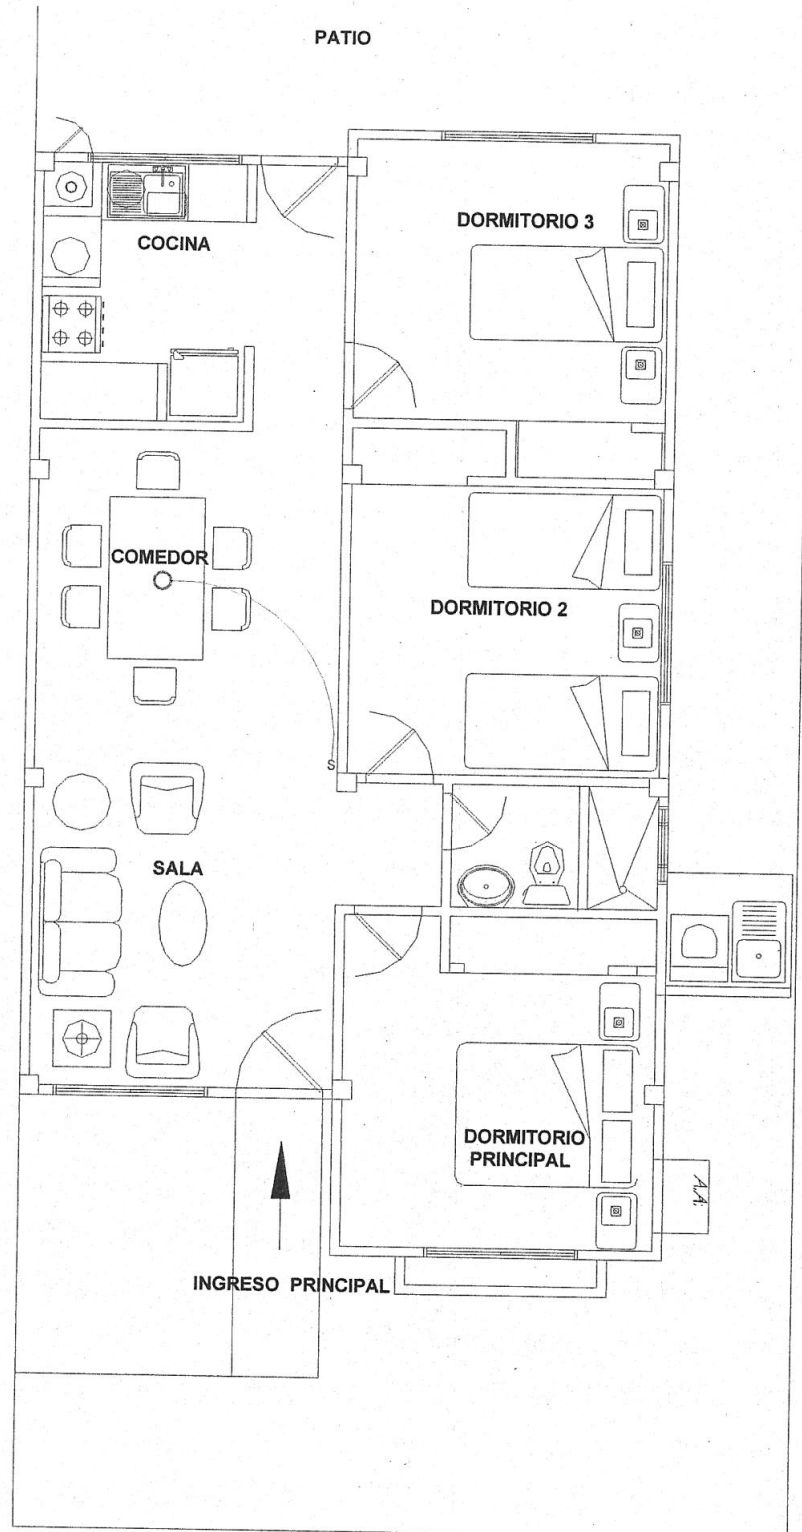 PATIO
DORMITORIO 3
COCINA
COMEDOR
DORMITORIO 2
S
SALA
DORMITORIO
PRINCIPAL
A.A.
INGRESO PRINCIPAL